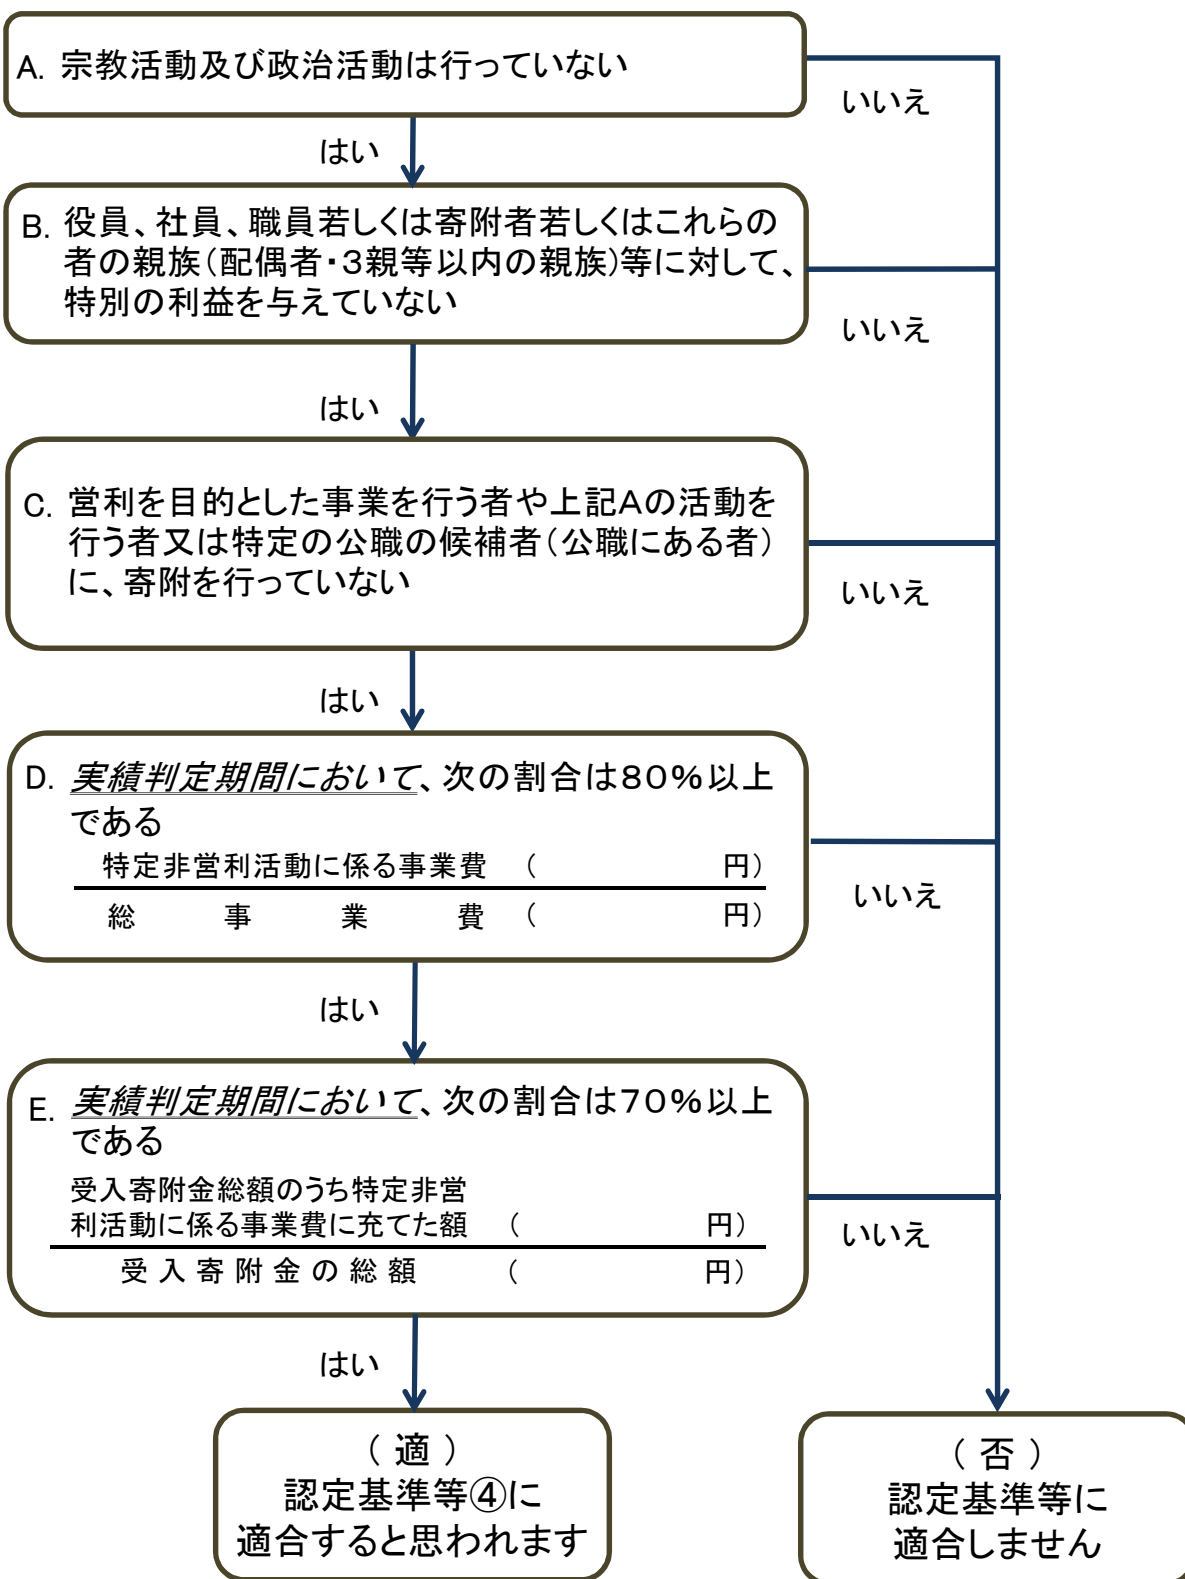 A. 宗教活動及び政治活動は行っていない
いいえ
はい
B. 役員、社員、職員若しくは寄附者若しくはこれらの
者の親族（配偶者・３親等以内の親族）等に対して、
特別の利益を与えていない
いいえ
はい
C. 営利を目的とした事業を行う者や上記Aの活動を
行う者又は特定の公職の候補者（公職にある者）
に、寄附を行っていない
いいえ
はい
D. 実績判定期間において、次の割合は８０％以上
である
特定非営利活動に係る事業費 （ 円）
総 事 業 費 （ 円）
いいえ
はい
E. 実績判定期間において、次の割合は７０％以上
である
受入寄附金総額のうち特定非営
利活動に係る事業費に充てた額 （ 円）
受 入 寄 附 金 の 総 額 （ 円）
いいえ
はい
（ 適 ）
認定基準等④に
適合すると思われます
（ 否 ）
認定基準等に
適合しません